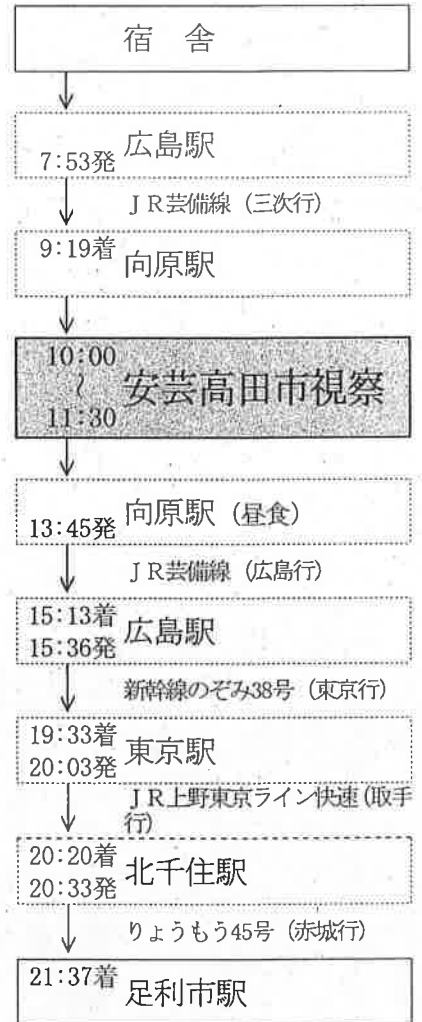 宿 舎
広島駅
7:53発
JR芸備線 (三次行)
9:19着
向原駅
10:00
~
11:30
安芸高田市視察
向原駅 (昼食)
13:45発
JR芸備線 (広島行)
15:13着
15:36発
広島駅
新幹線のぞみ38号 (東京行)
19:33着
20:03発
東京駅
JR上野東京ライン快速(取手
行)
20:20着
20:33発
北千住駅
りょうもう45号 (赤城行)
21:37着
足利市駅